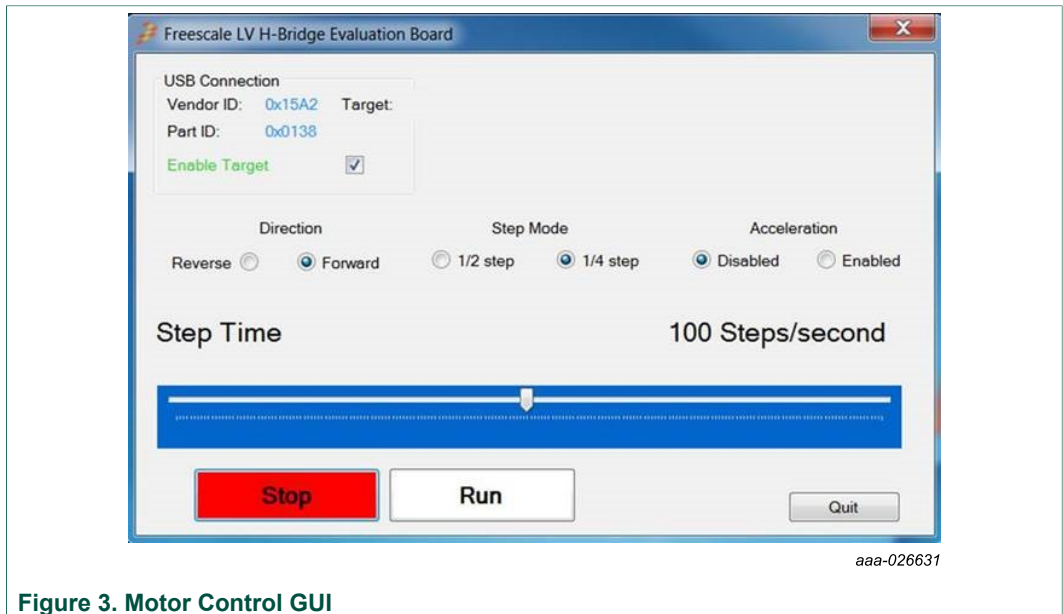 Freescale LV H-Bridge Evaluation Board
X
USB Connection
Vendor ID: 0x15A2 Target:
Part ID: 0x0138
Enable Target
Direction Step Mode Acceleration
Reverse Forward 1/2 step 1/4 step Disabled Enabled
Step Time 100 Steps/second
Stop Run Quit
aaa-026631
Figure 3. Motor Control GUI